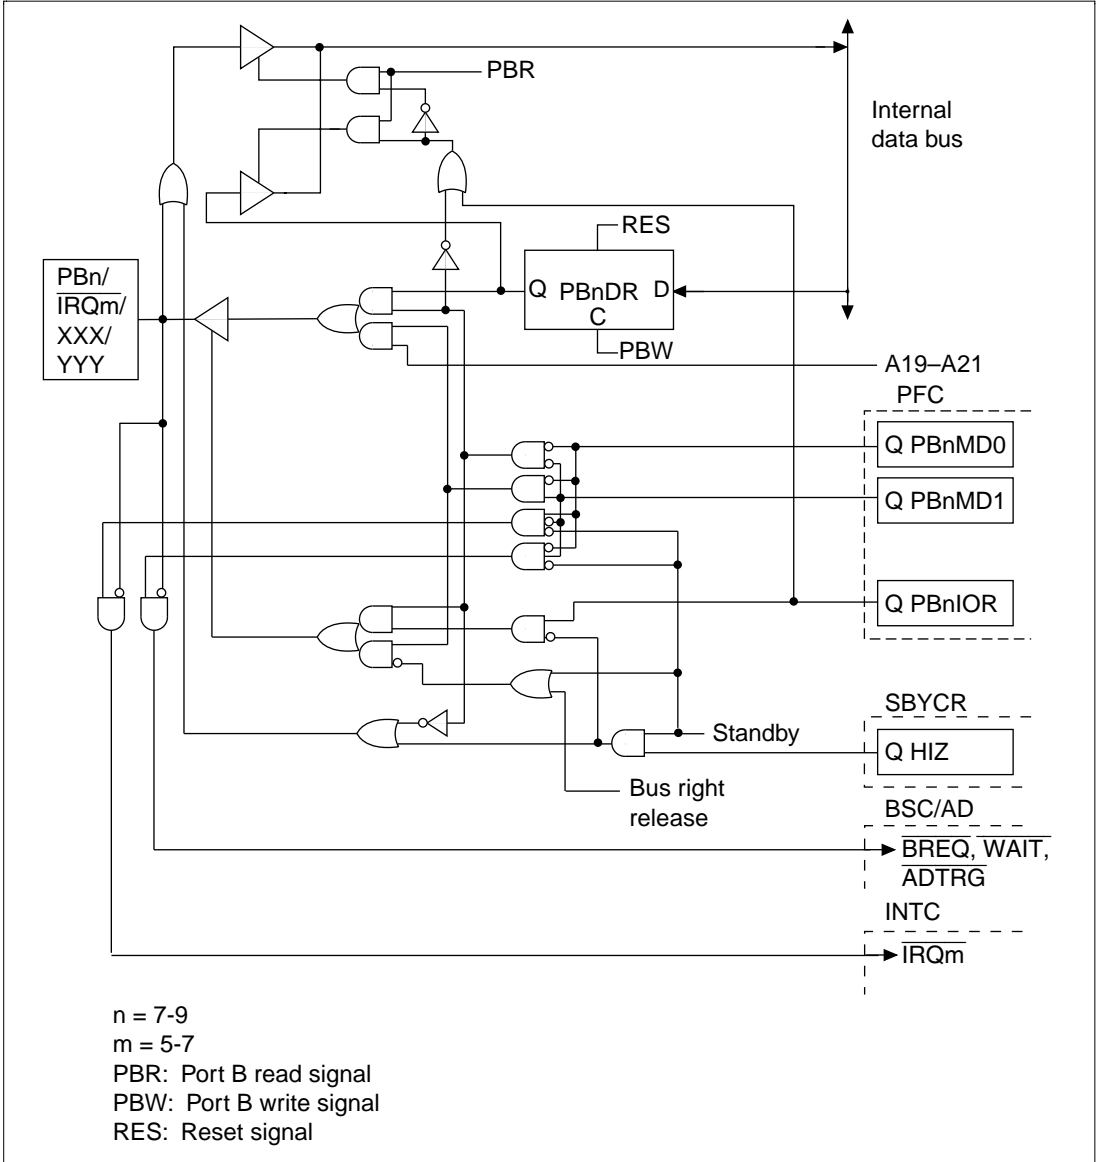 PBR
Internal
data bus
RES
PBn/
IRQm/
XXX/
YYY
Q PBnDR D
C
PBW
A19–A21
PFC
Q PBnMD0
Q PBnMD1
Q PBnIOR
SBYCR
Standby
Q HIZ
Bus right
release
BSC/AD
BREQ, WAIT,
ADTRG
INTC
IRQm
n = 7-9
m = 5-7
PBR: Port B read signal
PBW: Port B write signal
RES: Reset signal